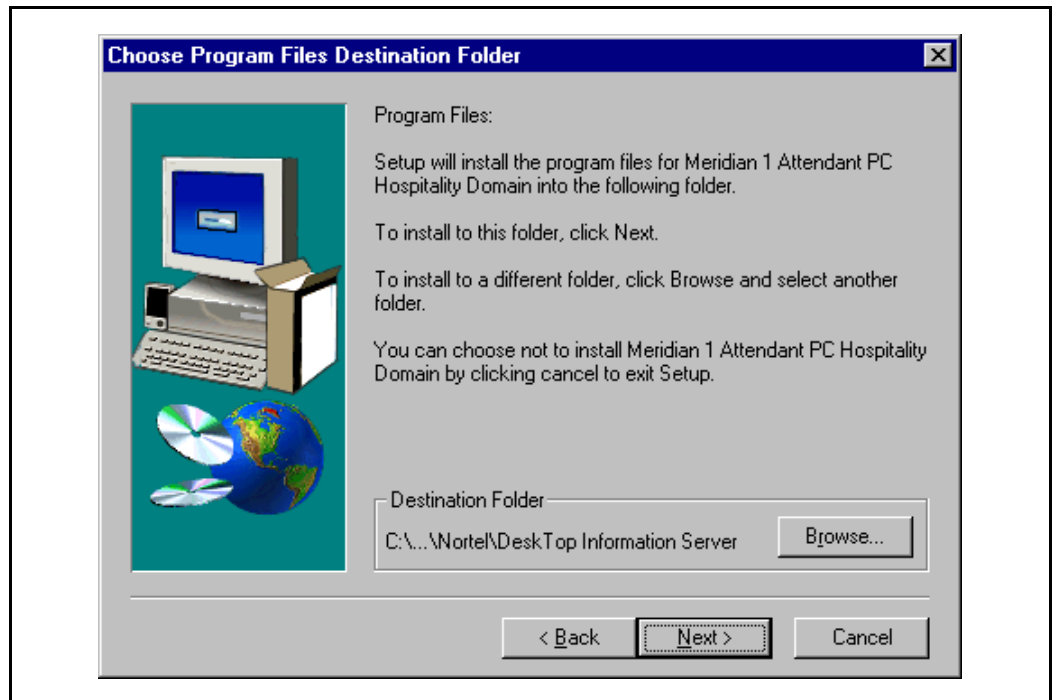 Choose Program Files Destination Folder
Program Files:
Setup will install the program files for Meridian 1 Attendant PC
Hospitality Domain into the following folder.
To install to this folder, click Next.
To install to a different folder, click Browse and select another
folder.
You can choose not to install Meridian 1 Attendant PC Hospitality
Domain by clicking cancel to exit Setup.
Destination Folder
C:\...\Nortel\DeskTop Information Server
Browse...
< Back
Next >
Cancel